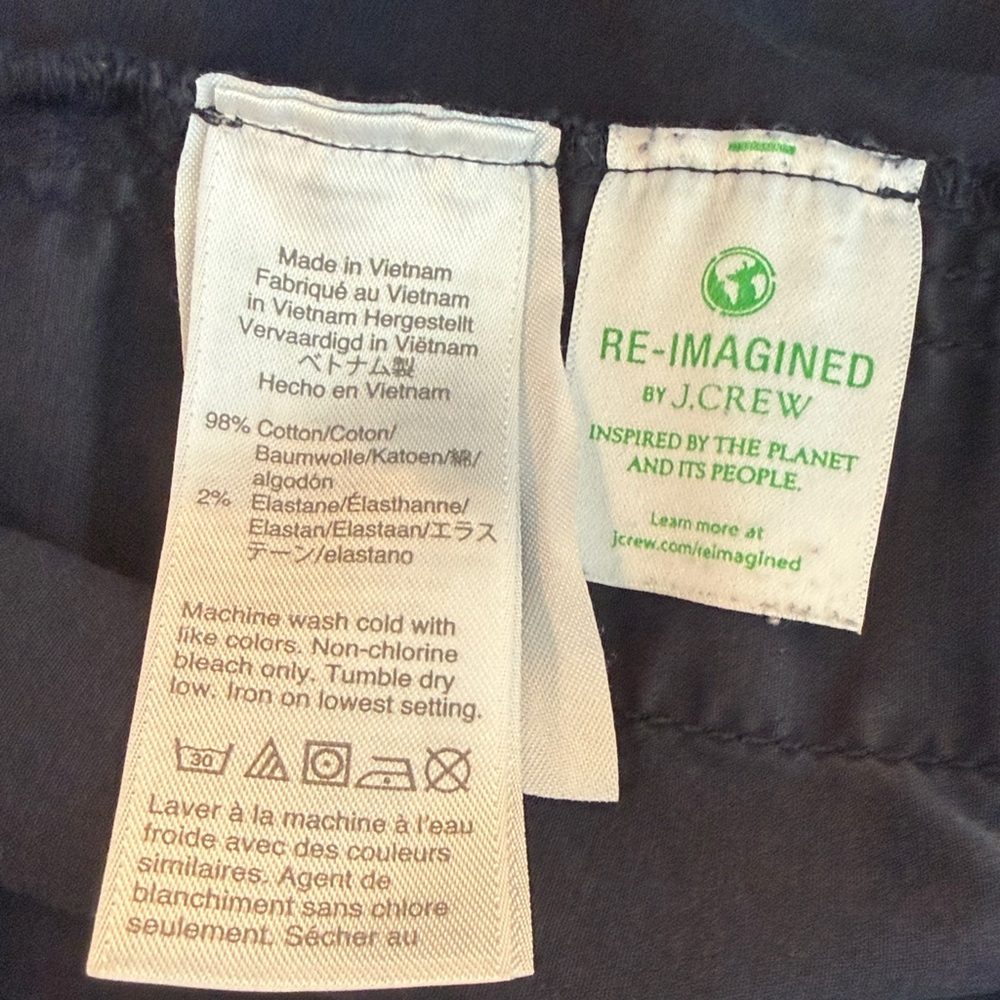 Made in Vietnam
Fabriqué au Vietnam
in Vietnam Hergestellt
Vervaardigd in Viëtnam
ベトナム製
Hecho en Vietnam
98% Cotton/Coton/
Baumwolle/Katoen/綿/
algodón
2% Elastane/Élasthanne/
Elastan/Elastaan/エラス
テーン/elastano
Machine wash cold with
like colors. Non-chlorine
bleach only. Tumble dry
low. Iron on lowest setting.
30
Laver à la machine à l'eau
froide avec des couleurs
similaires. Agent de
blanchiment sans chlore
seulement. Sécher au
RE-IMAGINED
BY J.CREW
INSPIRED BY THE PLANET
AND ITS PEOPLE.
Learn more at
jcrew.com/reimagined